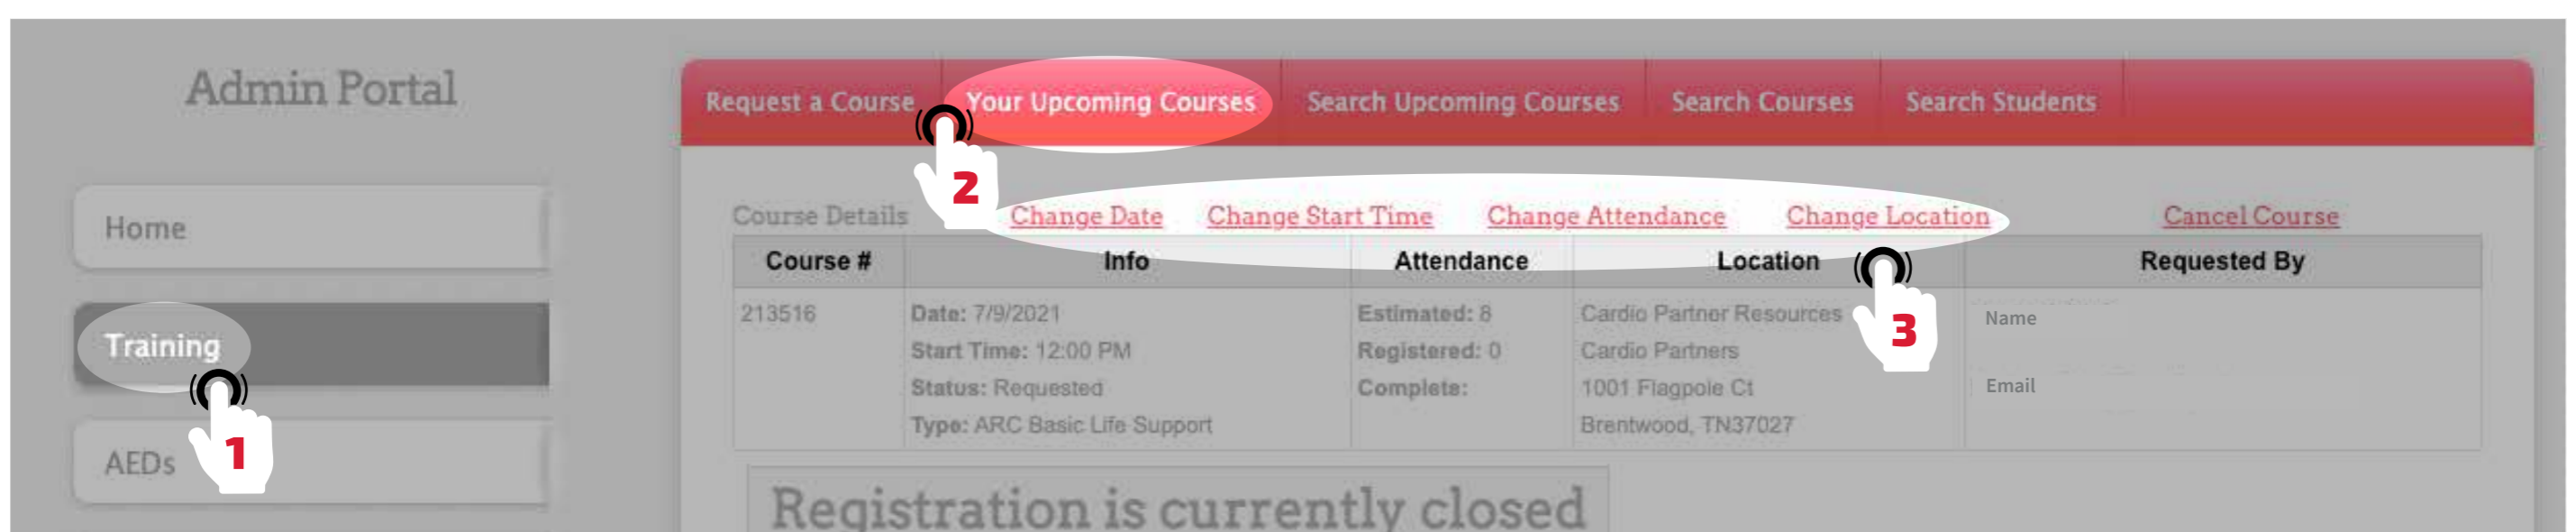 Admin Portal
Home
Training
1
AEDs
Request a Course Your Upcoming Courses Search Upcoming Courses Search Courses Search Students
2
Course Details Change Date Change Start Time Change Attendance Change Location Cancel Course
Course # Info Attendance Location Requested By
213516 Date: 7/9/2021 Estimated: 8 Cardio Partner Resources Name
Start Time: 12:00 PM Registered: 0 Cardio Partners
3
Status: Requested Complete: 1001 Flagpole Ct Email
Type: ARC Basic Life Support Brentwood, TN37027
Registration is currently closed